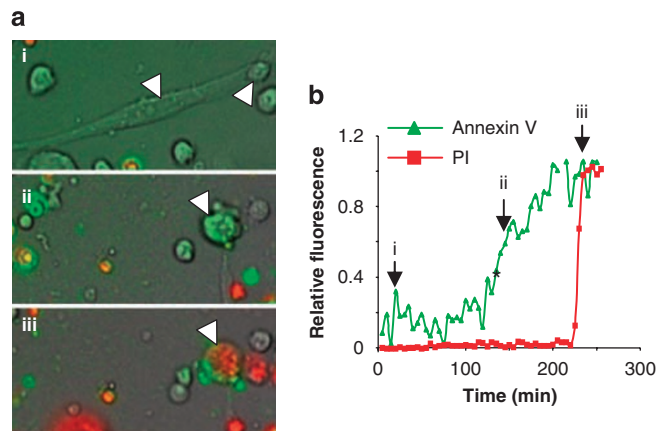 a
i
ii
iii
b
Annexin V
PI
i
ii
iii
*
Relative fluorescence
1.2
0.8
0.4
0
0
100
200
300
Time (min)